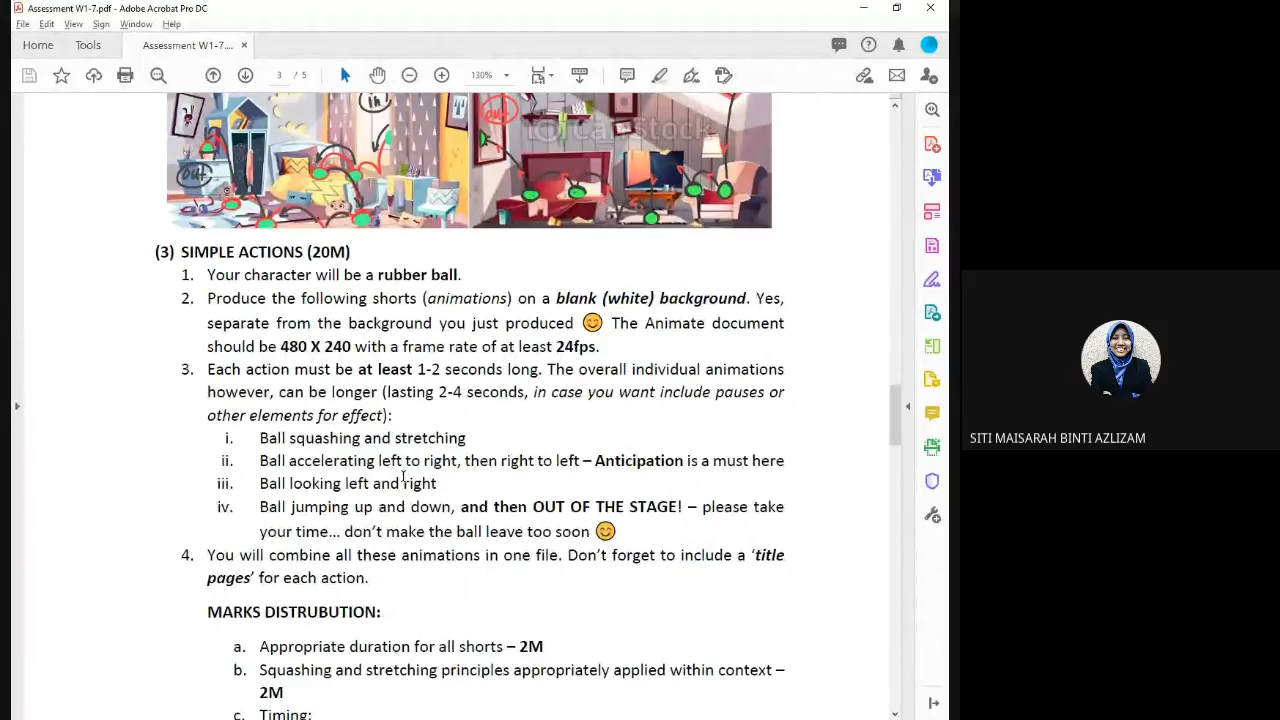 Assessment W1-7.pdf - Adobe Acrobat Pro DC
File Edit View Sign Window Help
Home Tools Assessment W1-7.... ×
3 / 5 130%
in
out
out
CanStock
(3) SIMPLE ACTIONS (20M)
1. Your character will be a rubber ball.
2. Produce the following shorts (animations) on a blank (white) background. Yes,
separate from the background you just produced 😊 The Animate document
should be 480 X 240 with a frame rate of at least 24fps.
3. Each action must be at least 1-2 seconds long. The overall individual animations
however, can be longer (lasting 2-4 seconds, in case you want include pauses or
other elements for effect):
i. Ball squashing and stretching
ii. Ball accelerating left to right, then right to left – Anticipation is a must here
iii. Ball looking left and right
iv. Ball jumping up and down, and then OUT OF THE STAGE! – please take
your time... don't make the ball leave too soon 😊
4. You will combine all these animations in one file. Don't forget to include a 'title
pages' for each action.
MARKS DISTRUBUTION:
a. Appropriate duration for all shorts – 2M
b. Squashing and stretching principles appropriately applied within context –
2M
c. Timing:
SITI MAISARAH BINTI AZLIZAM